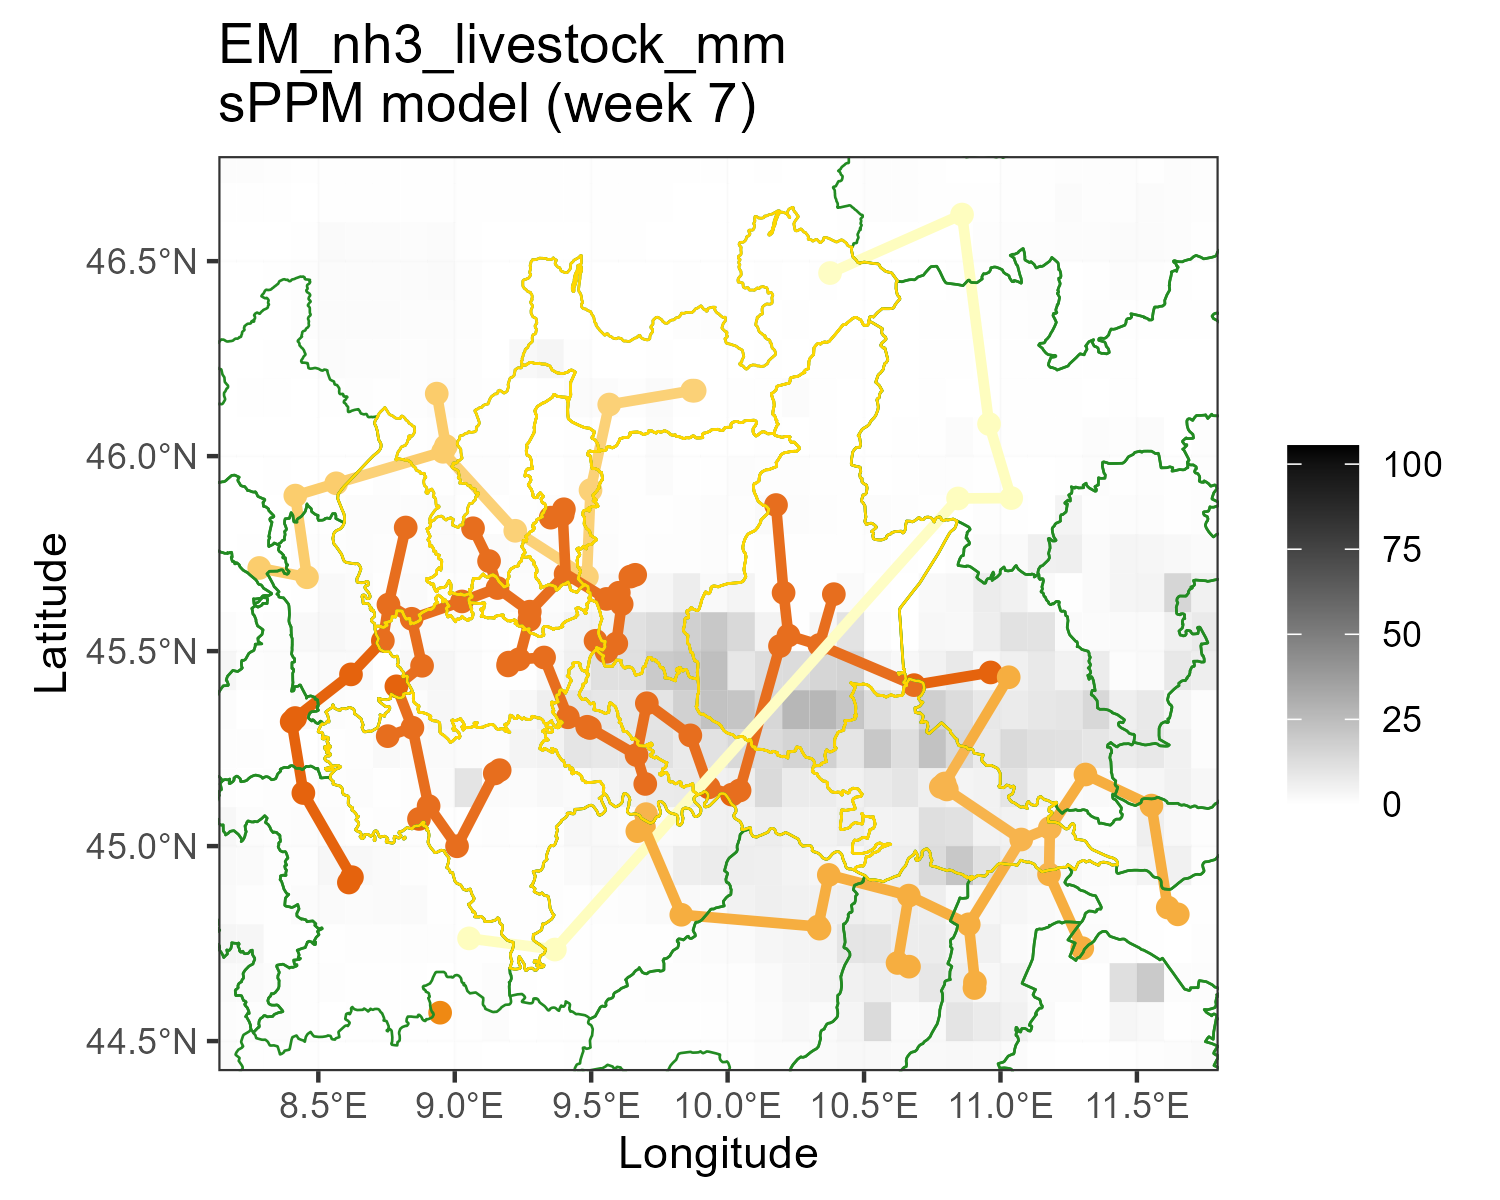 EM_nh3_livestock_mm
sPPM model (week 7)
46.5°N
46.0°N
45.5°N
45.0°N
44.5°N
Latitude
8.5°E 9.0°E 9.5°E 10.0°E 10.5°E 11.0°E 11.5°E
Longitude
100
75
50
25
0